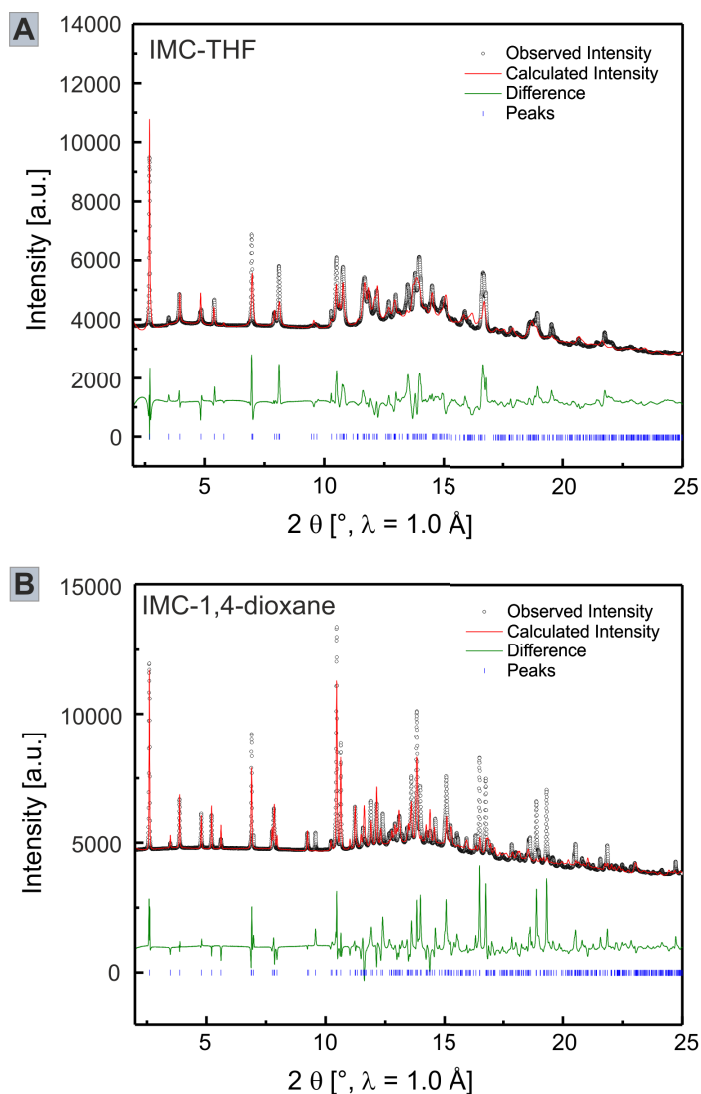 A
IMC-THF
Observed Intensity
Calculated Intensity
Difference
Peaks
14000
12000
10000
8000
6000
4000
2000
0
Intensity [a.u.]
5
10
15
20
25
2 θ [°, λ = 1.0 Å]
B
IMC-1,4-dioxane
Observed Intensity
Calculated Intensity
Difference
Peaks
15000
10000
5000
0
Intensity [a.u.]
5
10
15
20
25
2 θ [°, λ = 1.0 Å]